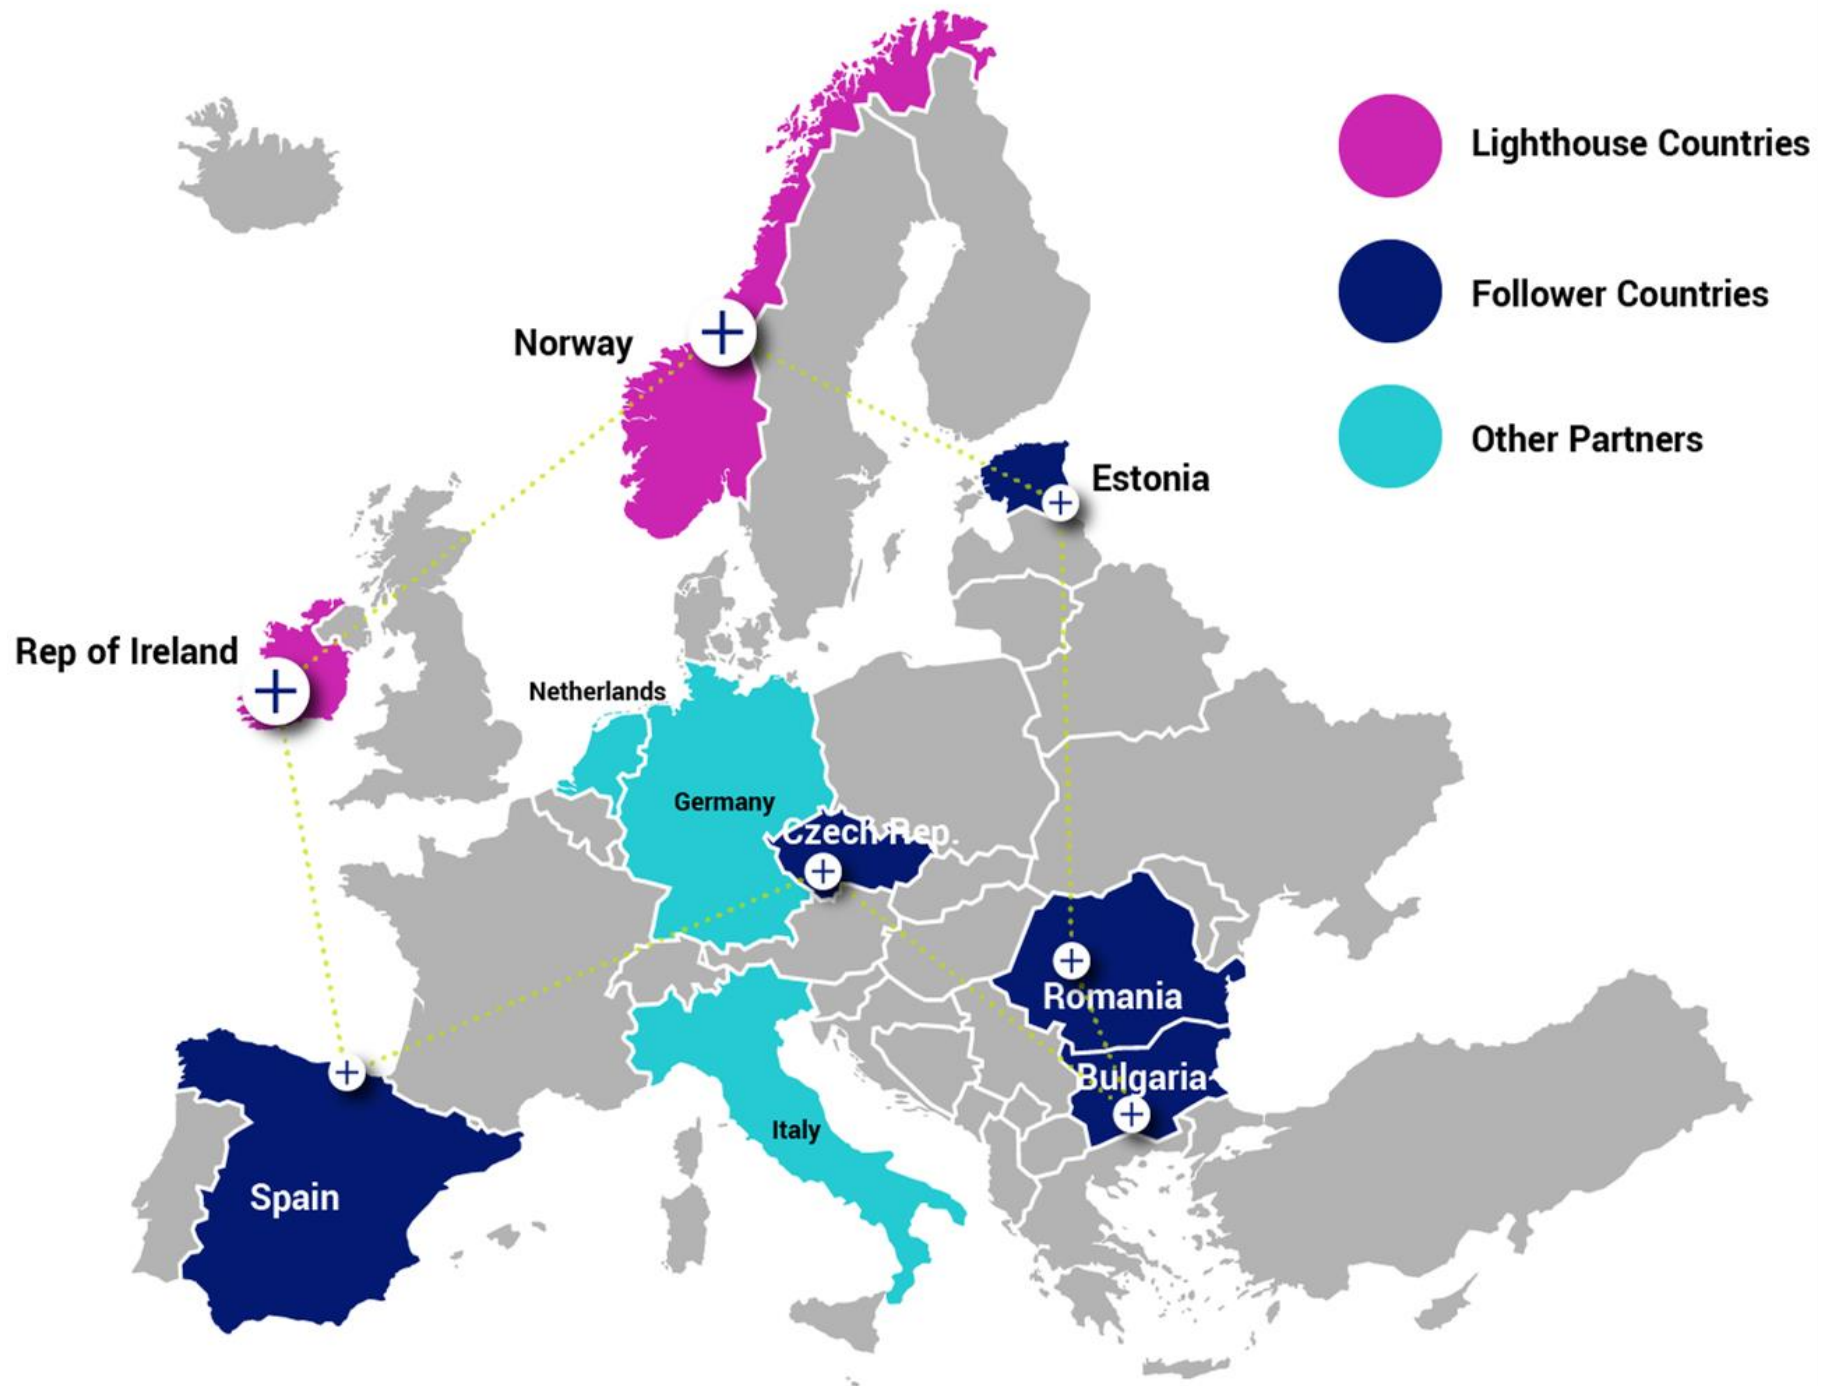 Lighthouse Countries
Follower Countries
Other Partners
Norway
Estonia
Rep of Ireland
Netherlands
Germany
Czech Rep.
Romania
Bulgaria
Italy
Spain